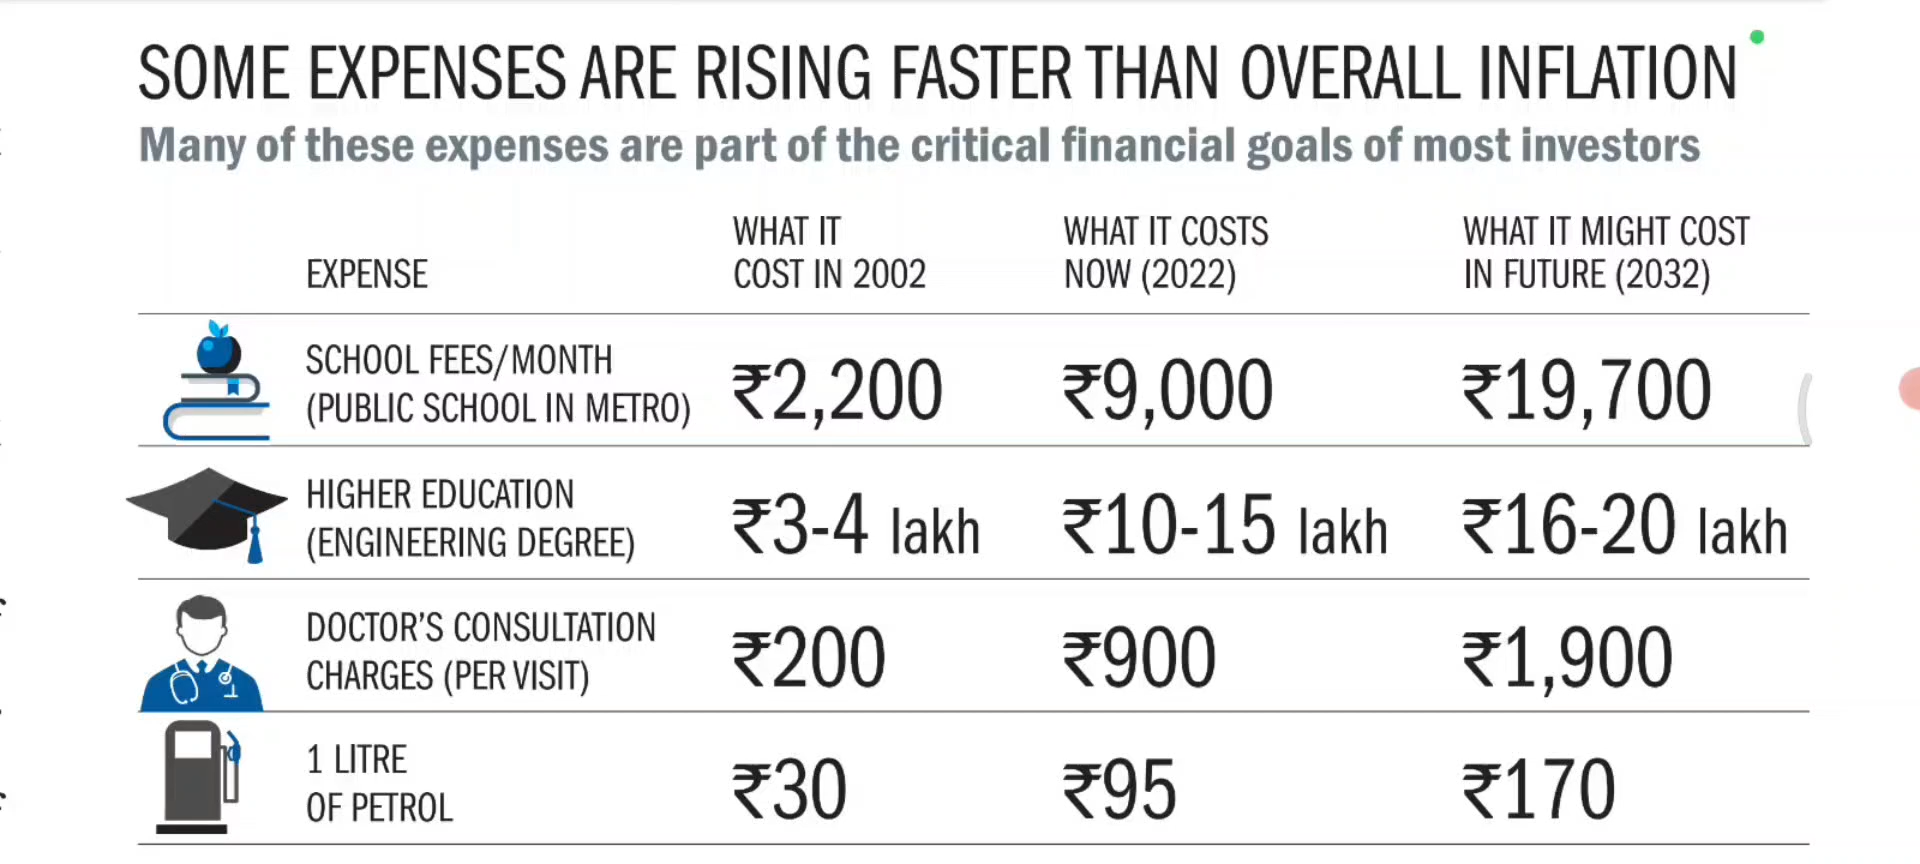 SOME EXPENSES ARE RISING FASTER THAN OVERALL INFLATION
Many of these expenses are part of the critical financial goals of most investors
EXPENSE
WHAT IT
COST IN 2002
WHAT IT COSTS
NOW (2022)
WHAT IT MIGHT COST
IN FUTURE (2032)
SCHOOL FEES/MONTH
(PUBLIC SCHOOL IN METRO)
₹2,200
₹9,000
₹19,700
HIGHER EDUCATION
(ENGINEERING DEGREE)
₹3-4 lakh
₹10-15 lakh
₹16-20 lakh
DOCTOR'S CONSULTATION
CHARGES (PER VISIT)
₹200
₹900
₹1,900
1 LITRE
OF PETROL
₹30
₹95
₹170